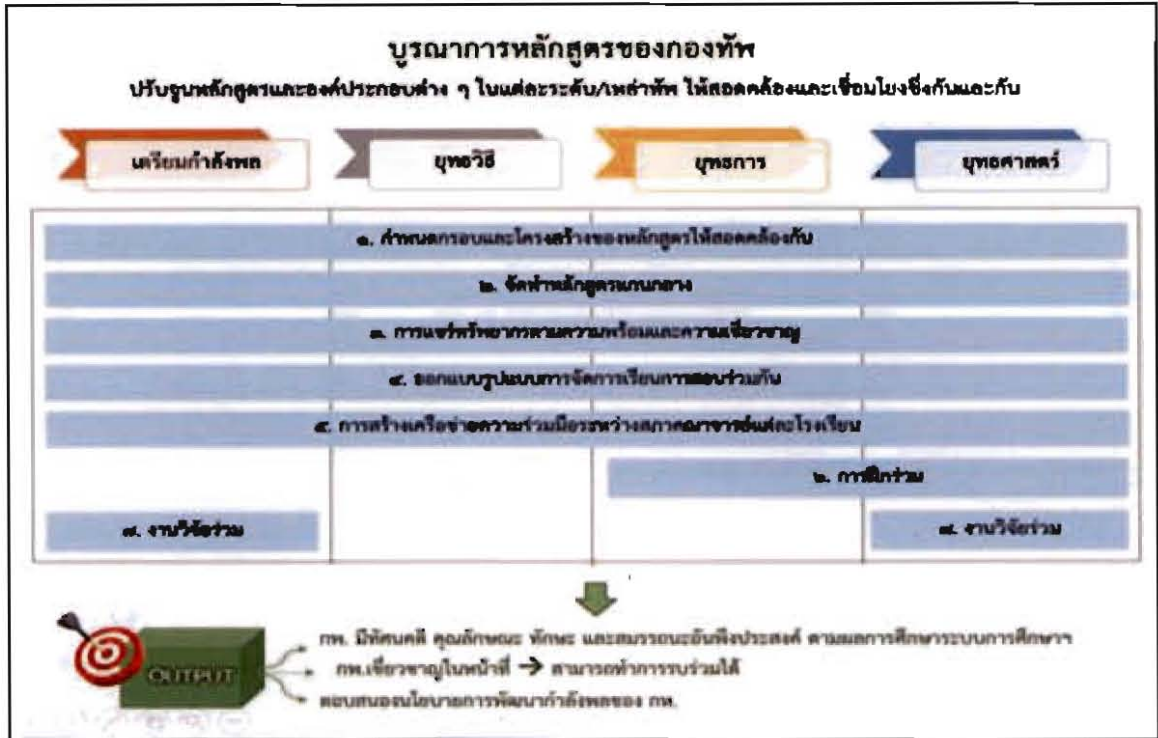 บูรณาการหลักสูตรของกองทัพ
ปรับรูปหลักสูตรและองค์ประกอบต่าง ๆ ในแต่ละระดับ/เหล่าทัพ ให้สอดคล้องและเชื่อมโยงซึ่งกันและกัน
เตรียมกำลังพล
ยุทธวิธี
ยุทธการ
ยุทธศาสตร์
๑. กำหนดกรอบและโครงสร้างของหลักสูตรให้สอดคล้องกัน
๒. จัดทำหลักสูตรแกนกลาง
๓. การแชร์ทรัพยากรตามความพร้อมและความเชี่ยวชาญ
๔. ออกแบบรูปแบบการจัดการเรียนการสอนร่วมกัน
๕. การสร้างเครือข่ายความร่วมมือระหว่างสภาคณาจารย์แต่ละโรงเรียน
๖. การฝึกร่วม
๗. งานวิจัยร่วม
๗. งานวิจัยร่วม
OUTPUT
กพ. มีทัศนคติ คุณลักษณะ ทักษะ และสมรรถนะอันพึงประสงค์ ตามผลการศึกษาระบบการศึกษาฯ
กพ.เชี่ยวชาญในหน้าที่ → สามารถทำการรบร่วมได้
ตอบสนองนโยบายการพัฒนากำลังพลของ กห.